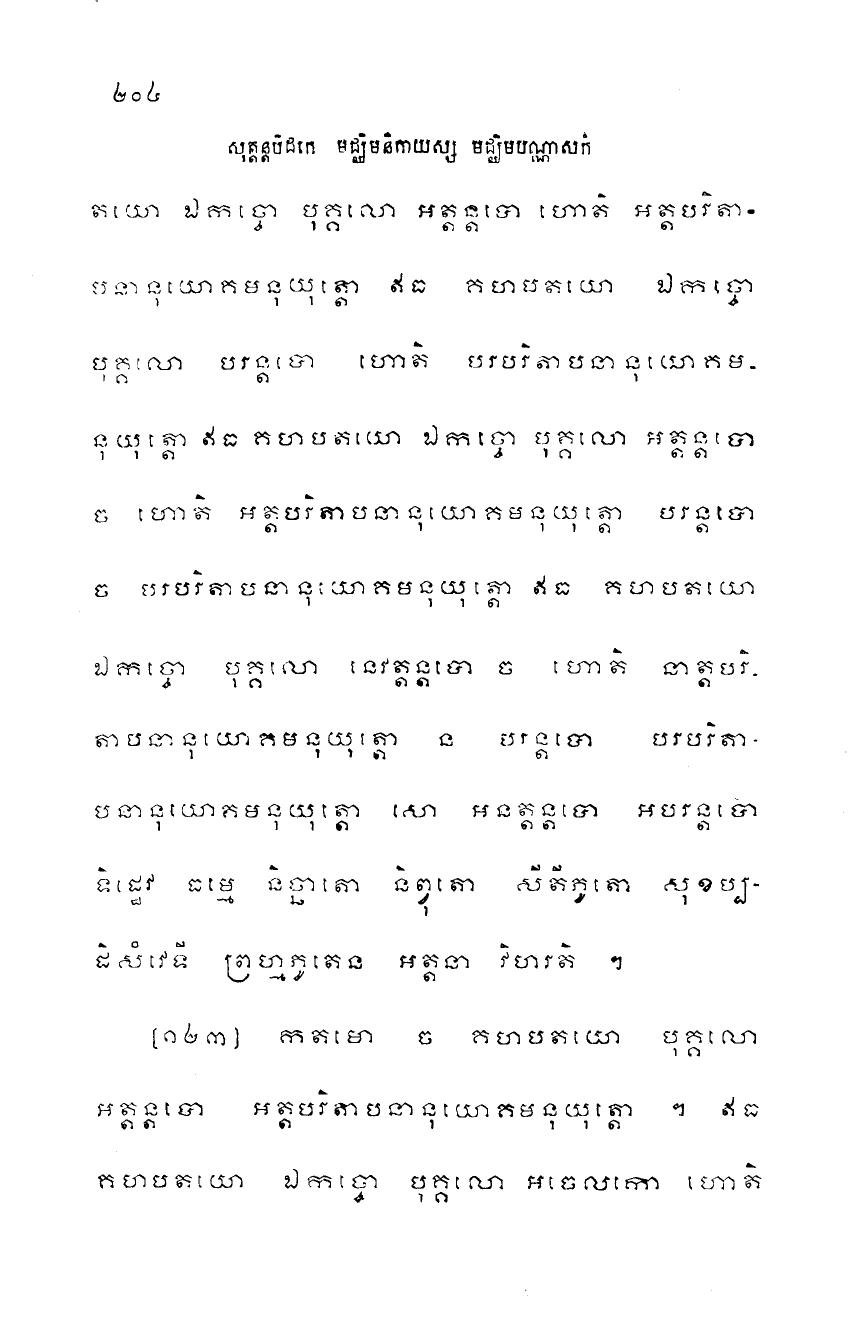 ២០៤
សុត្តន្តបិដកេ មជ្ឈិមនិកាយស្ស មជ្ឈិមបណ្ណាសកំ
តយោ ឯកច្ចោ បុគ្គលោ អត្តន្តបោ ហោតិ អត្តបរិតា-
បនានុយោគមនុយុត្តោ ឥធ គហបតយោ ឯកច្ចោ
បុគ្គលោ បរន្តបោ ហោតិ បរបរិតាបនានុយោគម-
នុយុត្តោ ឥធ គហបតយោ ឯកច្ចោ បុគ្គលោ អត្តន្តបោ
ច ហោតិ អត្តបរិតាបនានុយោគមនុយុត្តោ បរន្តបោ
ច បរបរិតាបនានុយោគមនុយុត្តោ ឥធ គហបតយោ
ឯកច្ចោ បុគ្គលោ នេវត្តន្តបោ ច ហោតិ នាត្តបរិ-
តាបនានុយោគមនុយុត្តោ ន បរន្តបោ បរបរិតា-
បនានុយោគមនុយុត្តោ សោ អនត្តន្តបោ អបរន្តបោ
ទិដ្ឋេវ ធម្មេ និច្ឆាតោ និព្វុតោ សីតីភូតោ សុខប្ប-
ដិសំវេទី ព្រហ្មភូតេន អត្តនា វិហរតិ ។
[១៤៣] កតមោ ច គហបតយោ បុគ្គលោ
អត្តន្តបោ អត្តបរិតាបនានុយោគមនុយុត្តោ ។ ឥធ
គហបតយោ ឯកច្ចោ បុគ្គលោ អចេលកោ ហោតិ